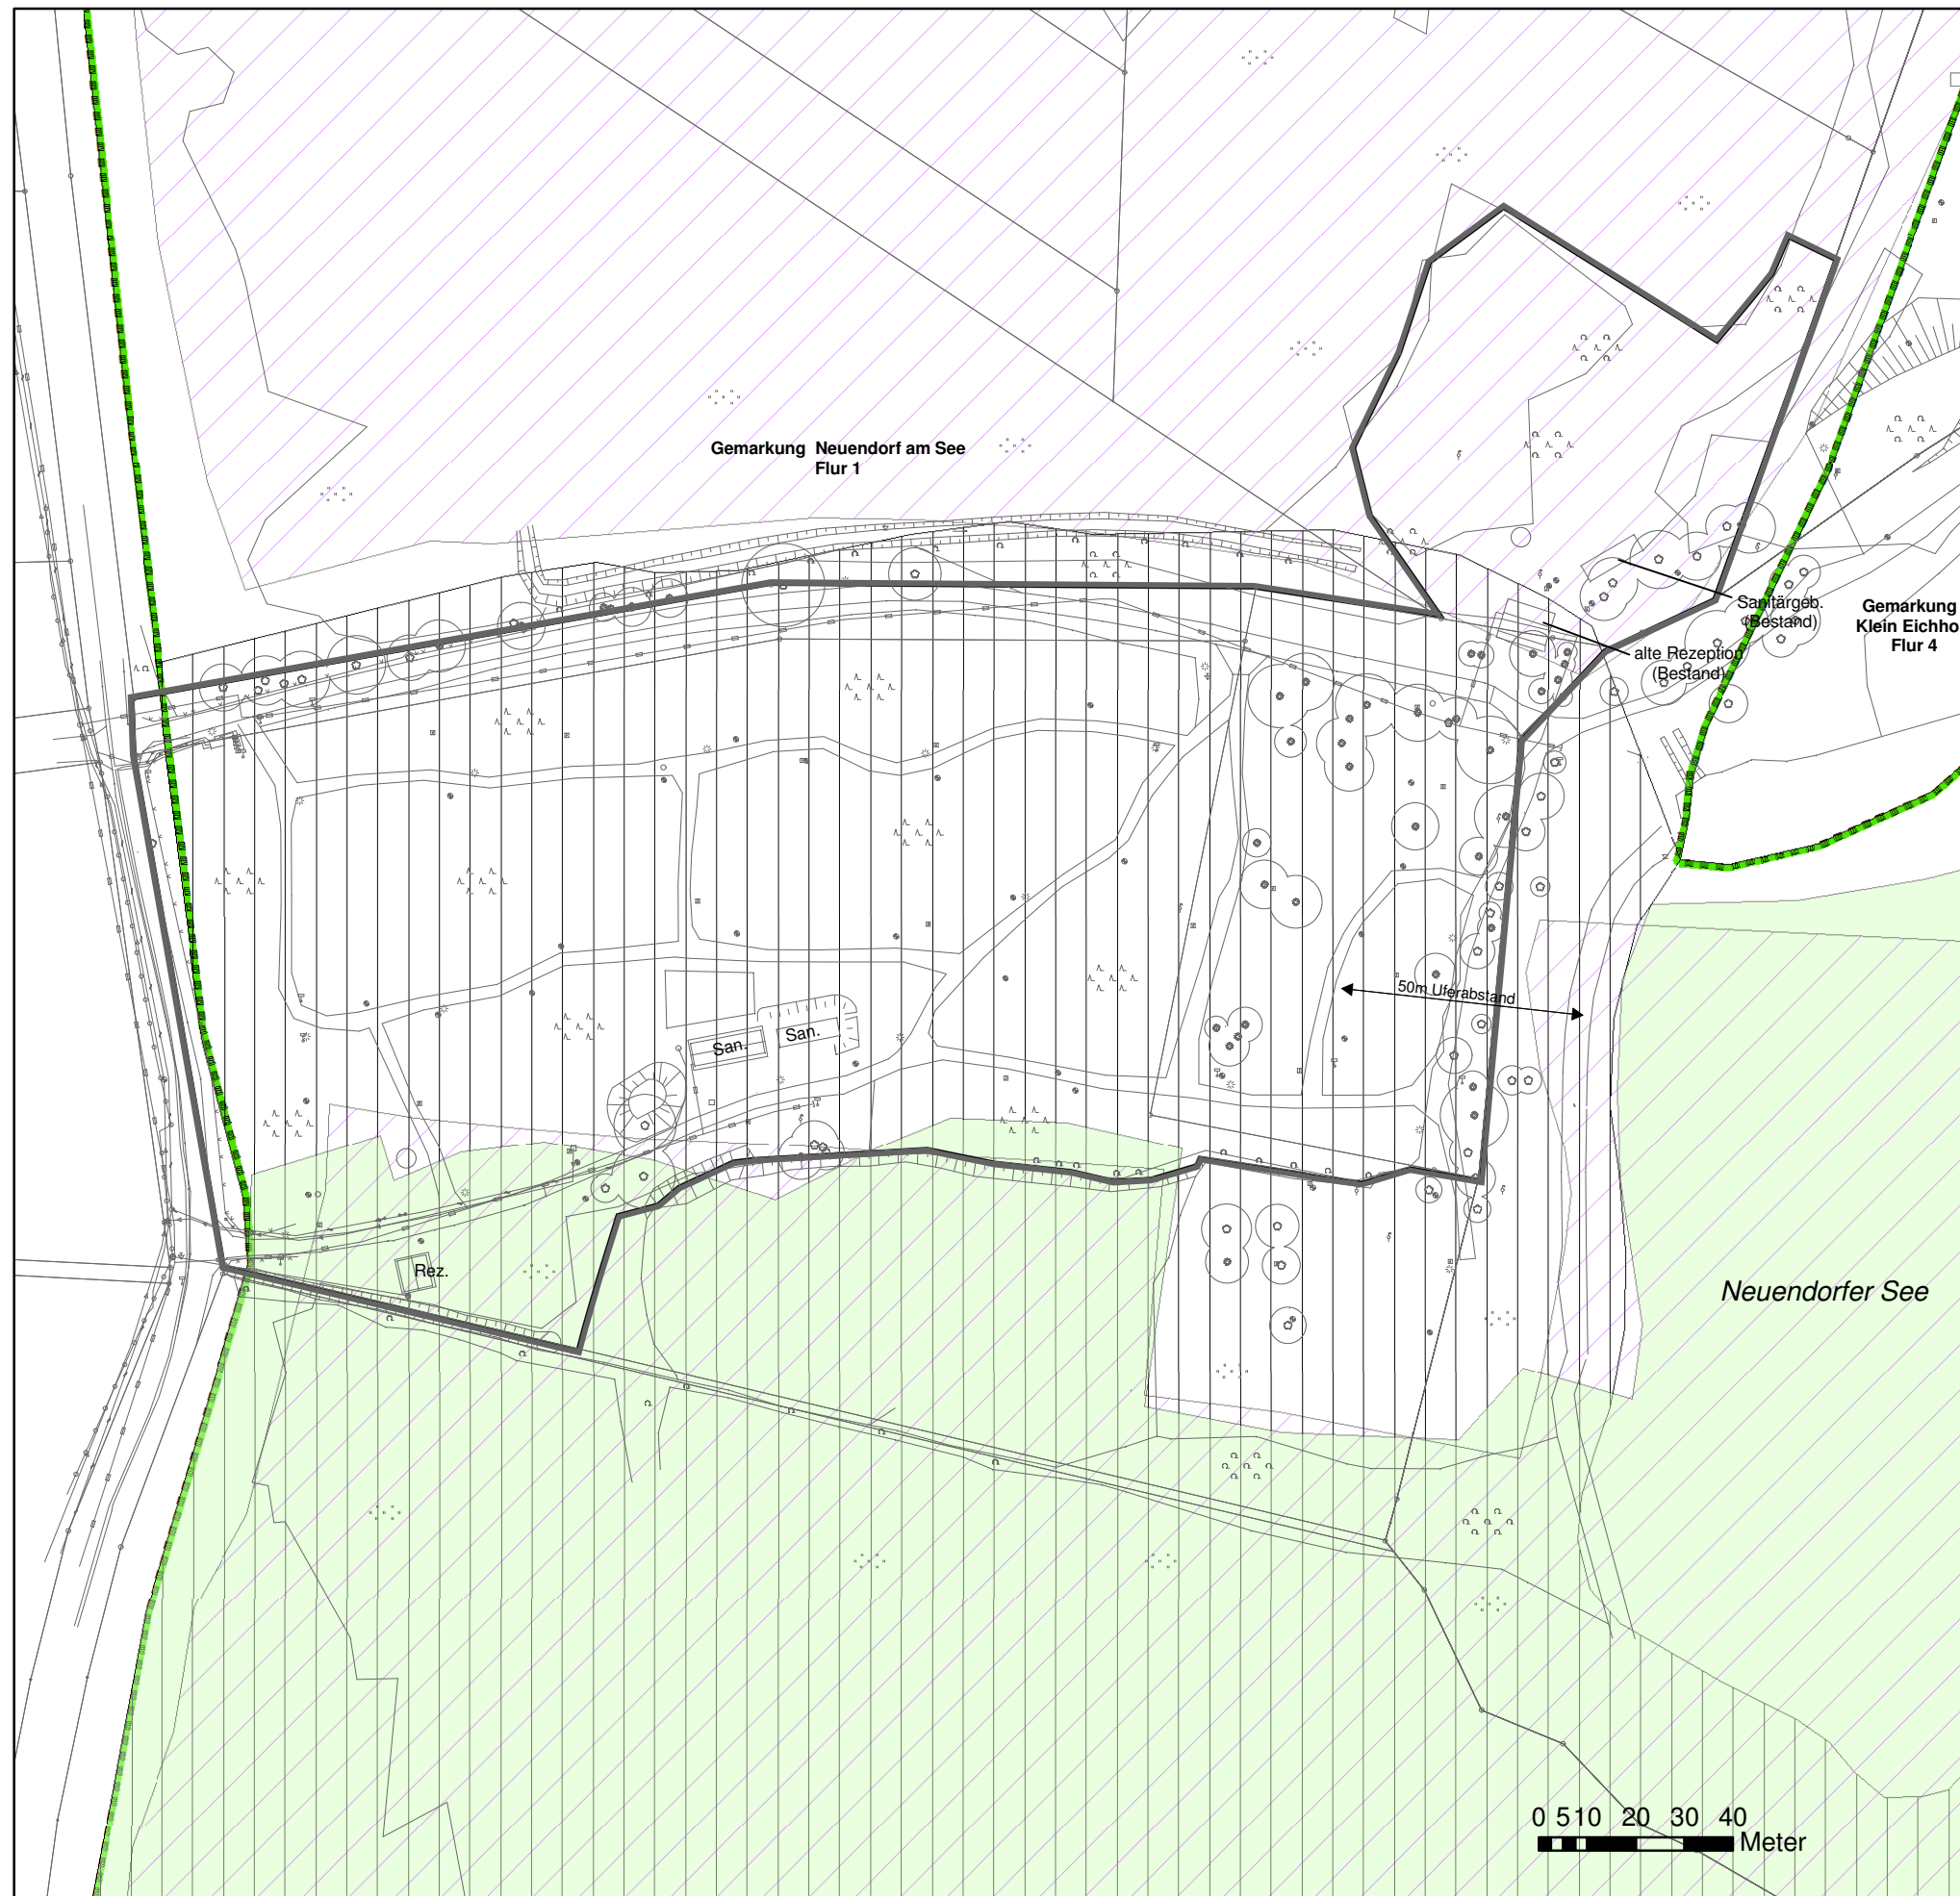 Gemarkung Neuendorf am See
Flur 1
Sanitärgeb.
(Bestand)
alte Rezeption
(Bestand)
Gemarkung
Klein Eichho
Flur 4
50m Uferabstand
San.
San.
Rez.
Neuendorfer See
0 5 10 20 30 40
Meter